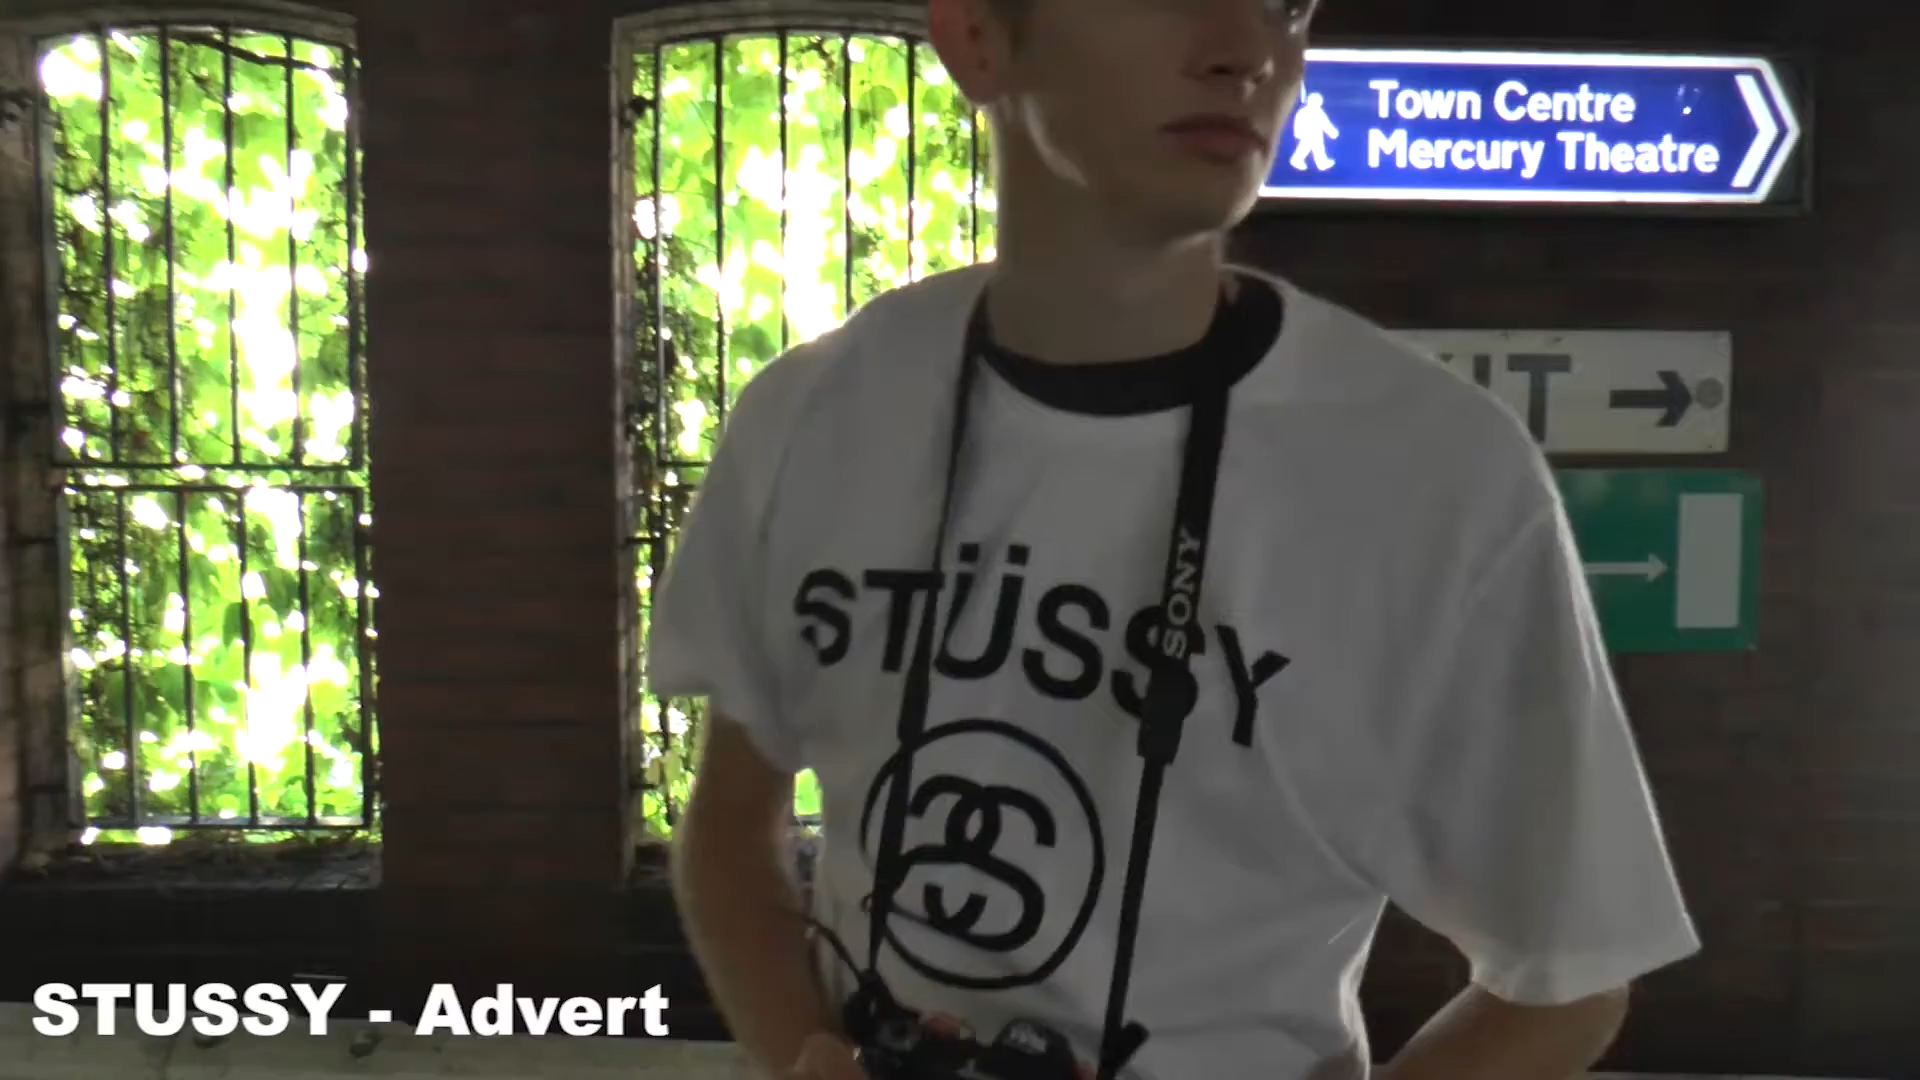 Town Centre
Mercury Theatre
SONY
STÜSSY
STUSSY - Advert